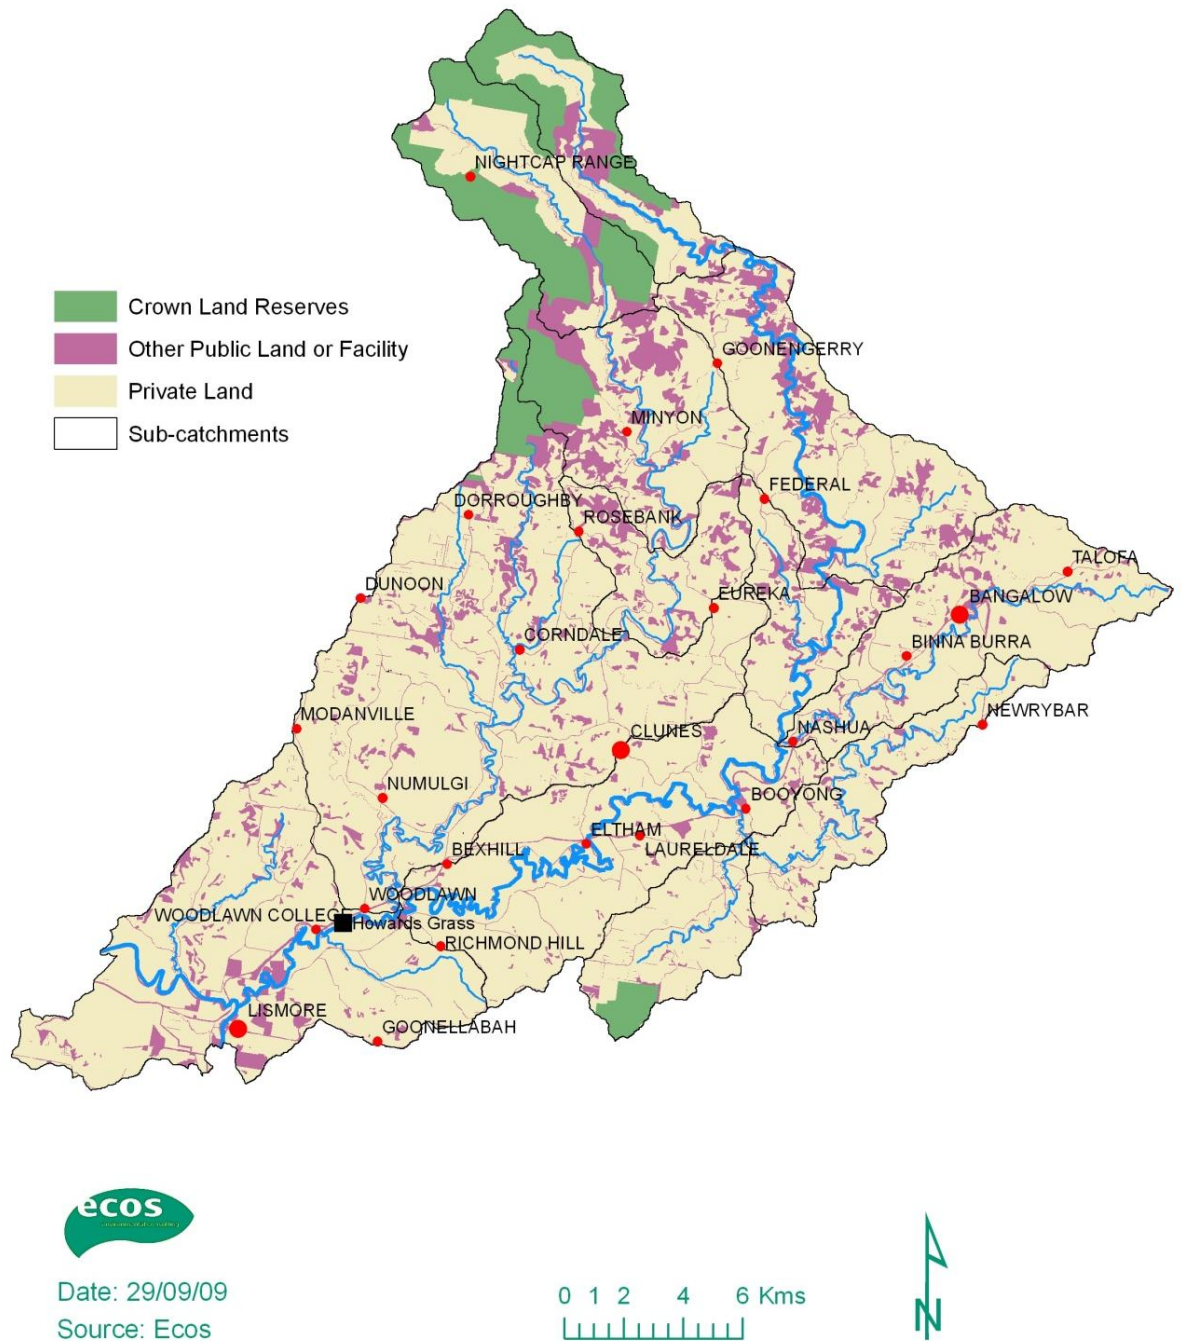 NIGHTCAP RANGE
Crown Land Reserves
Other Public Land or Facility
Private Land
Sub-catchments
GOONENGERRY
MINYON
FEDERAL
DORROUGHBY
ROSEBANK
TALOFA
DUNOON
EUREKA
BANGALOW
CORNDALE
BINNA BURRA
MODANVILLE
NEWRYBAR
CLUNES
NASHUA
NUMULGI
BOOYONG
ELTHAM
LAURELDALE
BEXHILL
WOODLAWN
WOODLAWN COLLEGE
Howards Grass
RICHMOND HILL
LISMORE
GOONELLABAH
ecos
Date: 29/09/09
Source: Ecos
0 1 2 4 6 Kms
N